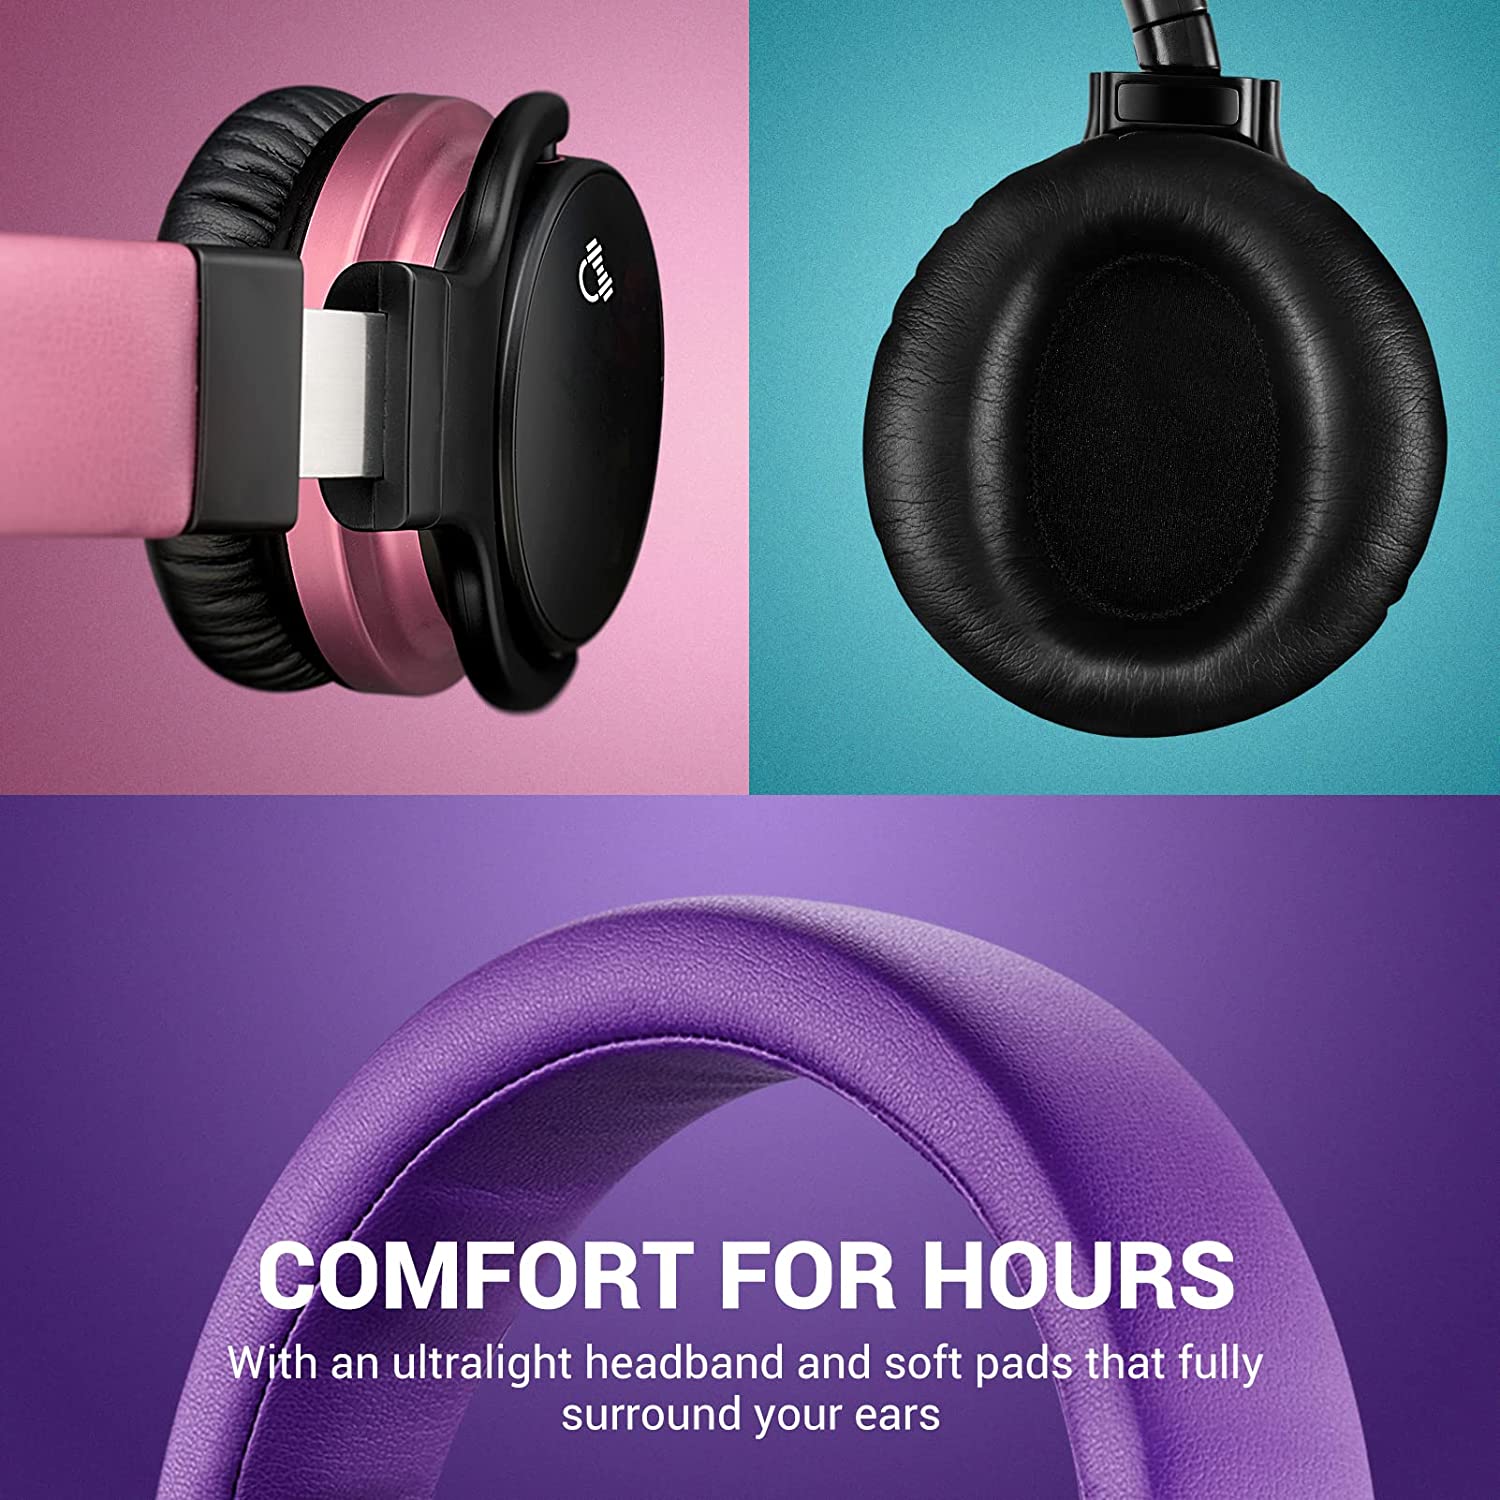 COMFORT FOR HOURS
With an ultralight headband and soft pads that fully
surround your ears